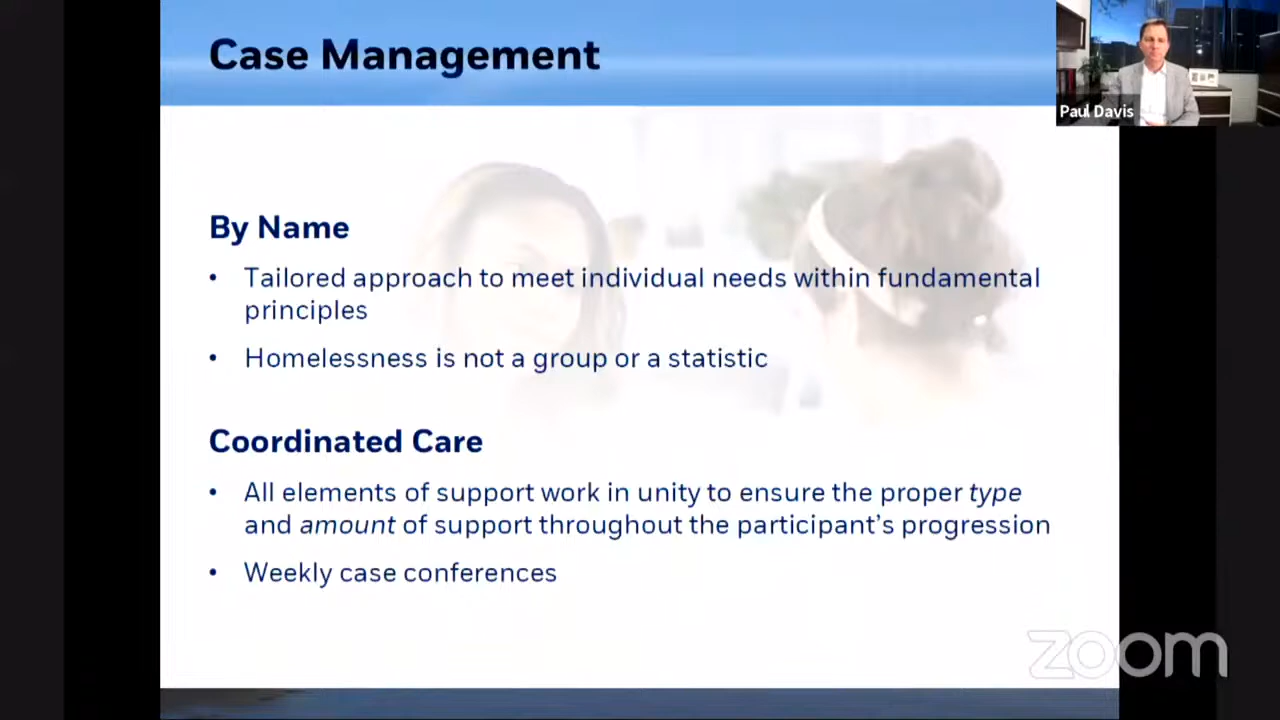 Case Management
Paul Davis
By Name
• Tailored approach to meet individual needs within fundamental
principles
• Homelessness is not a group or a statistic
Coordinated Care
• All elements of support work in unity to ensure the proper type
and amount of support throughout the participant's progression
• Weekly case conferences
zoom